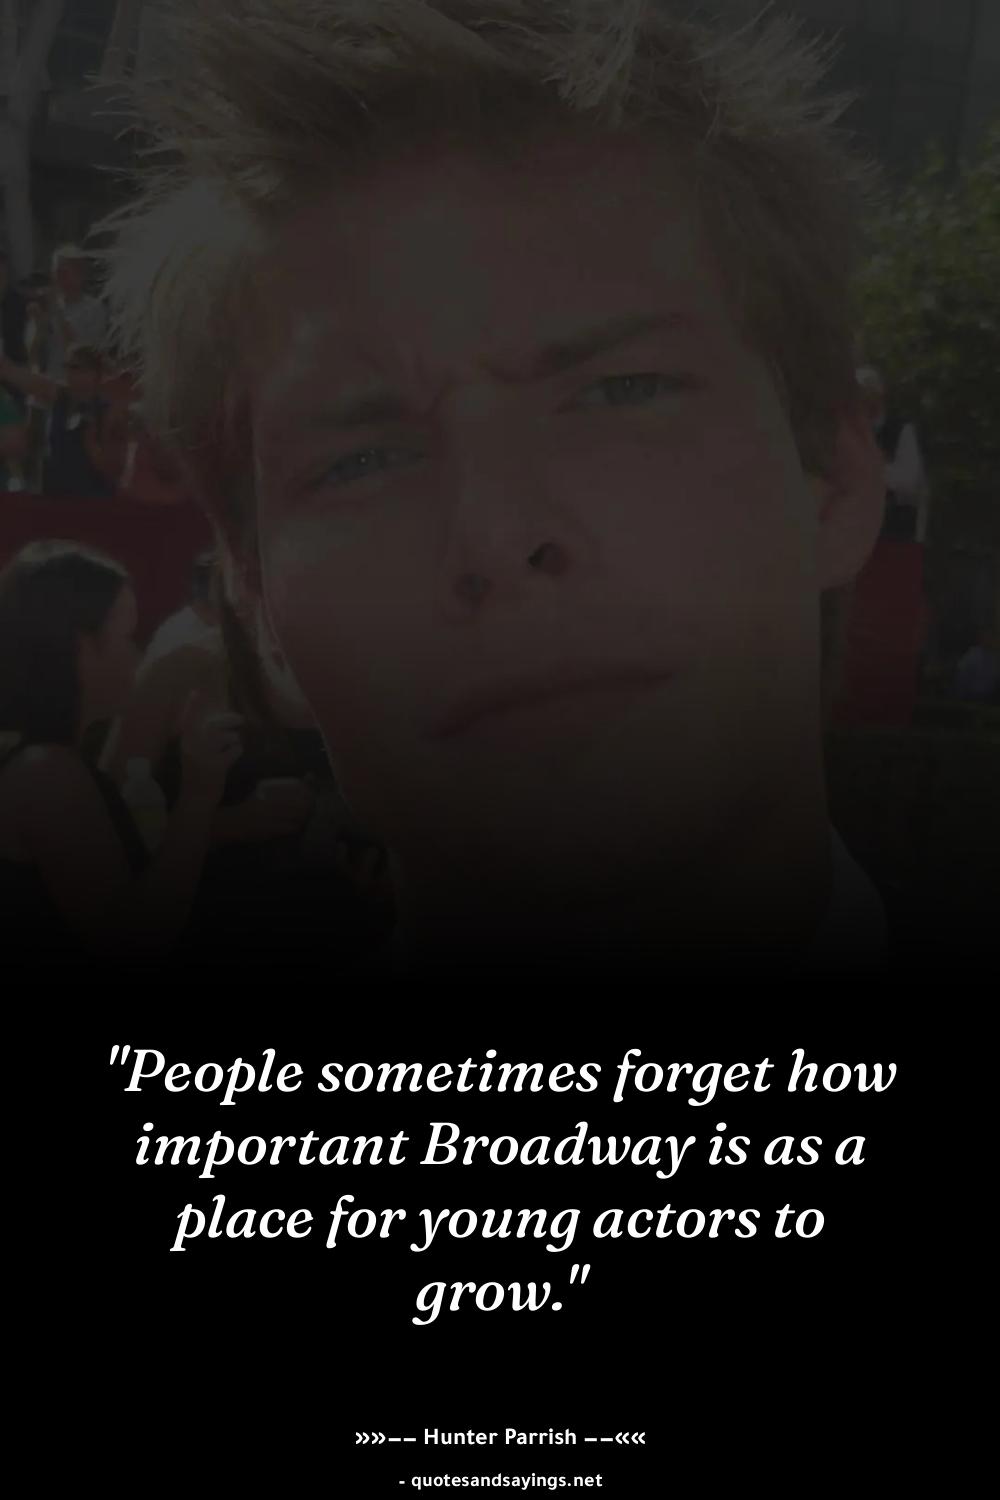 "People sometimes forget how
important Broadway is as a
place for young actors to
grow."
»»–– Hunter Parrish ––««
- quotesandsayings.net